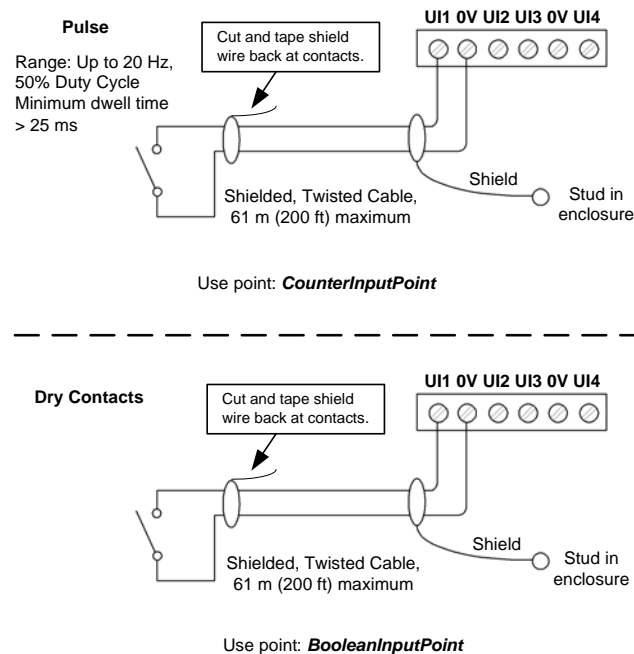 Pulse
Range: Up to 20 Hz,
50% Duty Cycle
Minimum dwell time
> 25 ms
Cut and tape shield
wire back at contacts.
UI1 0V UI2 UI3 0V UI4
Shielded, Twisted Cable,
61 m (200 ft) maximum
Shield
Stud in
enclosure
Use point: CounterInputPoint
Dry Contacts
Cut and tape shield
wire back at contacts.
UI1 0V UI2 UI3 0V UI4
Shielded, Twisted Cable,
61 m (200 ft) maximum
Shield
Stud in
enclosure
Use point: BooleanInputPoint